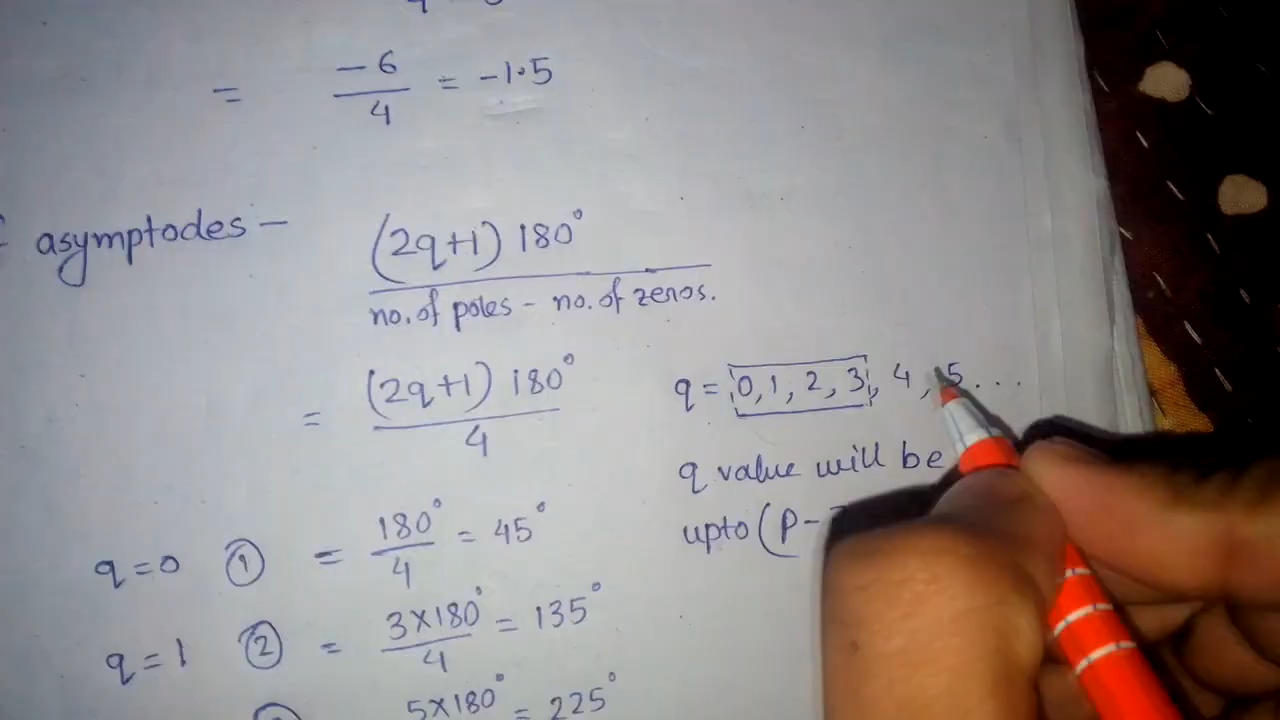 = -6/4 = -1.5
asymptodes - (2q+1) 180°
no. of poles - no. of zeros.
= (2q+1) 180° / 4
q = 0, 1, 2, 3, 4, 5 ...
q value will be
upto (P-
q=0 ① = 180°/4 = 45°
q=1 ② = 3×180°/4 = 135°
5×180° = 225°